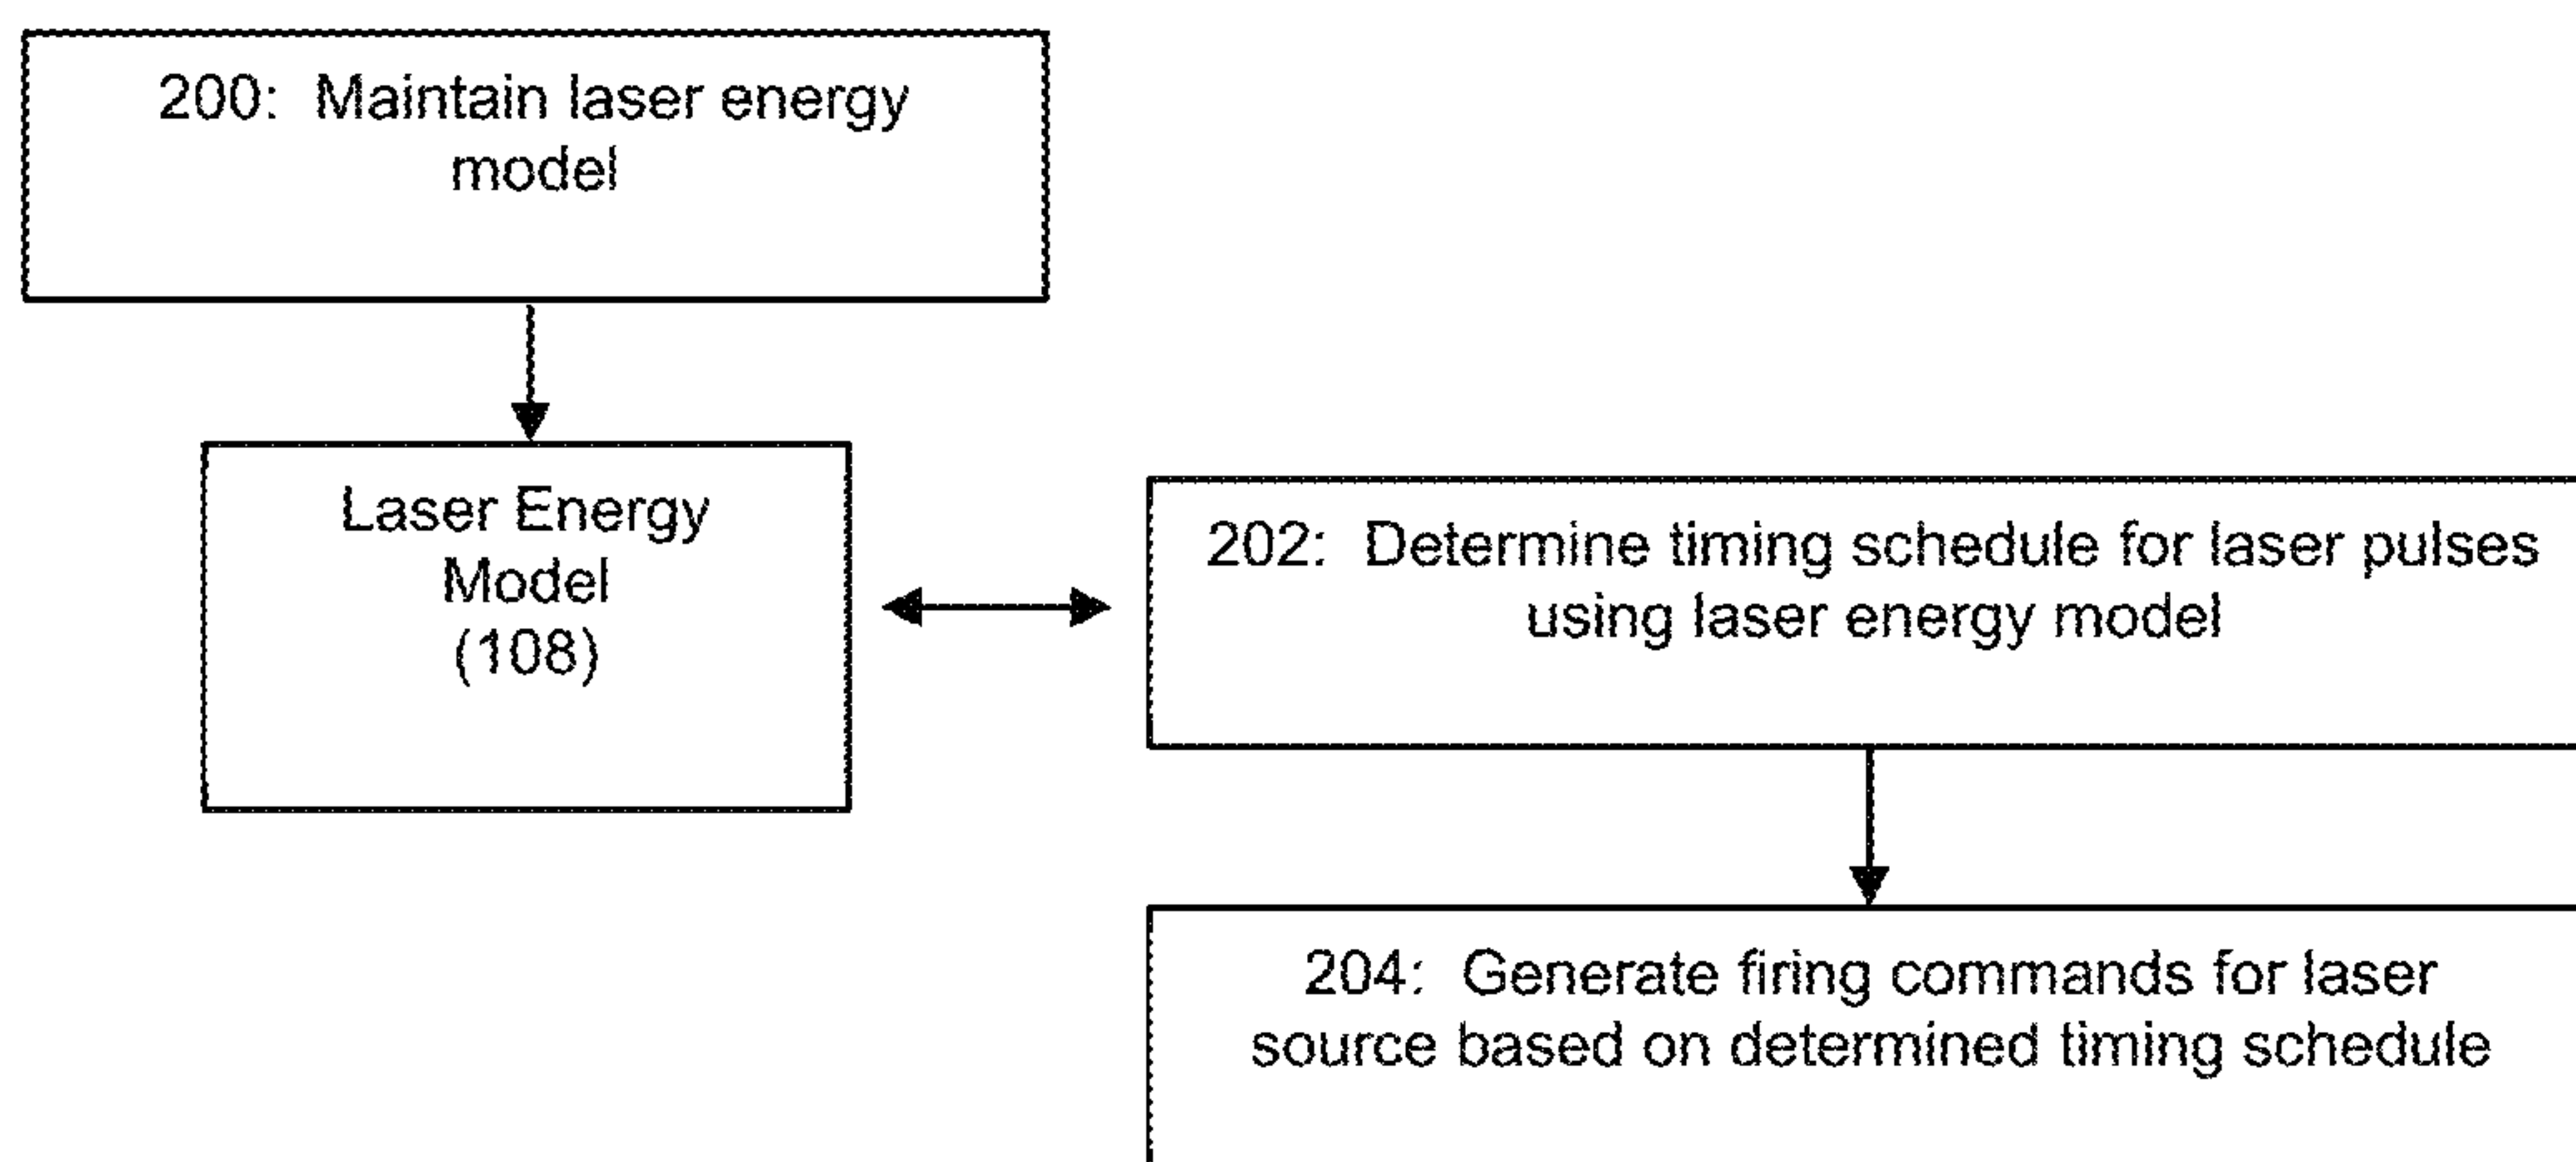 200: Maintain laser energy
model
Laser Energy
Model
(108)
202: Determine timing schedule for laser pulses
using laser energy model
204: Generate firing commands for laser
source based on determined timing schedule